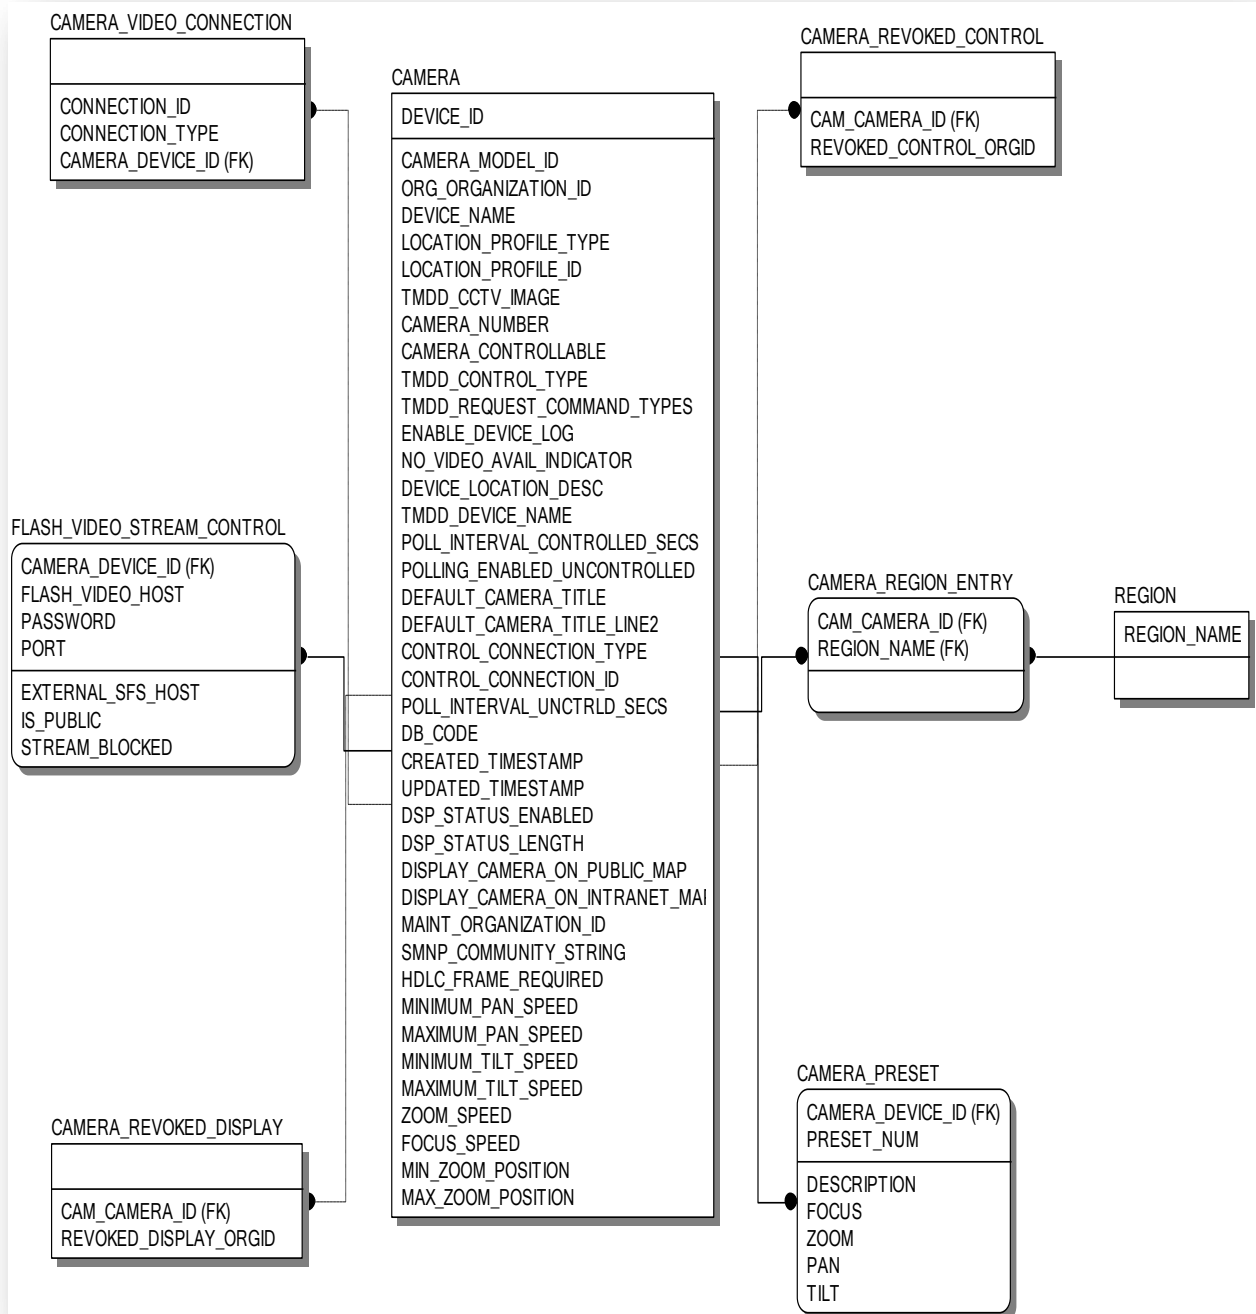 CAMERA_VIDEO_CONNECTION
CONNECTION_ID
CONNECTION_TYPE
CAMERA_DEVICE_ID (FK)
CAMERA_REVOKED_CONTROL
CAM_CAMERA_ID (FK)
REVOKED_CONTROL_ORGID
CAMERA
DEVICE_ID
CAMERA_MODEL_ID
ORG_ORGANIZATION_ID
DEVICE_NAME
LOCATION_PROFILE_TYPE
LOCATION_PROFILE_ID
TMDD_CCTV_IMAGE
CAMERA_NUMBER
CAMERA_CONTROLLABLE
TMDD_CONTROL_TYPE
TMDD_REQUEST_COMMAND_TYPES
ENABLE_DEVICE_LOG
NO_VIDEO_AVAIL_INDICATOR
DEVICE_LOCATION_DESC
TMDD_DEVICE_NAME
POLL_INTERVAL_CONTROLLED_SECS
POLLING_ENABLED_UNCONTROLLED
DEFAULT_CAMERA_TITLE
DEFAULT_CAMERA_TITLE_LINE2
CONTROL_CONNECTION_TYPE
CONTROL_CONNECTION_ID
POLL_INTERVAL_UNCTRLD_SECS
DB_CODE
CREATED_TIMESTAMP
UPDATED_TIMESTAMP
DSP_STATUS_ENABLED
DSP_STATUS_LENGTH
DISPLAY_CAMERA_ON_PUBLIC_MAP
DISPLAY_CAMERA_ON_INTRANET_MAI
MAINT_ORGANIZATION_ID
SMNP_COMMUNITY_STRING
HDLC_FRAME_REQUIRED
MINIMUM_PAN_SPEED
MAXIMUM_PAN_SPEED
MINIMUM_TILT_SPEED
MAXIMUM_TILT_SPEED
ZOOM_SPEED
FOCUS_SPEED
MIN_ZOOM_POSITION
MAX_ZOOM_POSITION
FLASH_VIDEO_STREAM_CONTROL
CAMERA_DEVICE_ID (FK)
FLASH_VIDEO_HOST
PASSWORD
PORT
EXTERNAL_SFS_HOST
IS_PUBLIC
STREAM_BLOCKED
CAMERA_REGION_ENTRY
CAM_CAMERA_ID (FK)
REGION_NAME (FK)
REGION
REGION_NAME
CAMERA_REVOKED_DISPLAY
CAM_CAMERA_ID (FK)
REVOKED_DISPLAY_ORGID
CAMERA_PRESET
CAMERA_DEVICE_ID (FK)
PRESET_NUM
DESCRIPTION
FOCUS
ZOOM
PAN
TILT